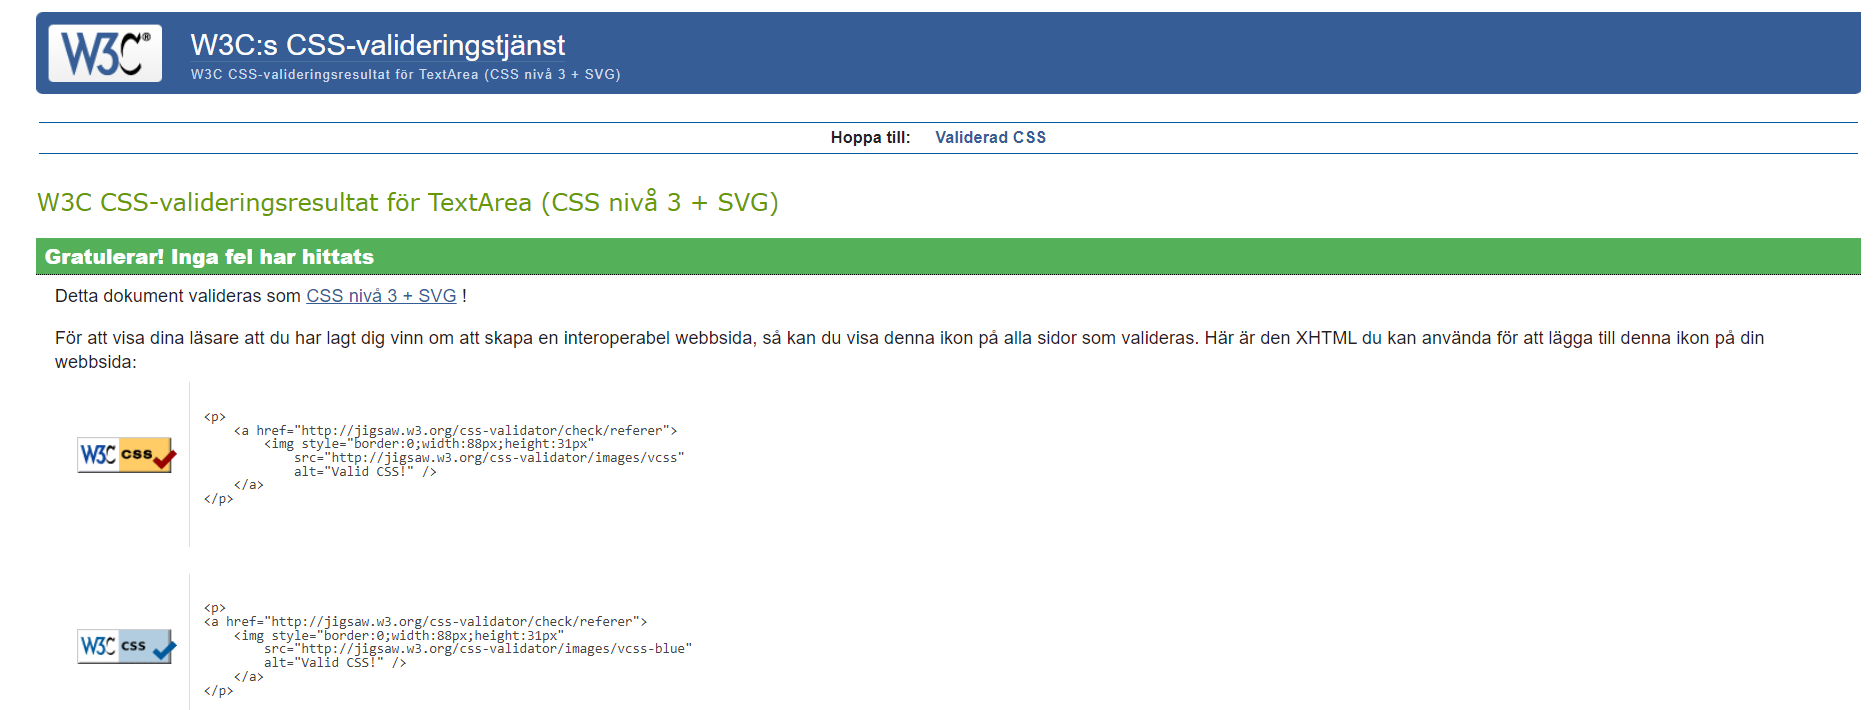 W3C®
W3C:s CSS-valideringstjänst
W3C CSS-valideringsresultat för TextArea (CSS nivå 3 + SVG)
Hoppa till: Validerad CSS
W3C CSS-valideringsresultat för TextArea (CSS nivå 3 + SVG)
Gratulerar! Inga fel har hittats
Detta dokument valideras som CSS nivå 3 + SVG !
För att visa dina läsare att du har lagt dig vinn om att skapa en interoperabel webbsida, så kan du visa denna ikon på alla sidor som valideras. Här är den XHTML du kan använda för att lägga till denna ikon på din
webbsida:
W3C css
<p>
    <a href="http://jigsaw.w3.org/css-validator/check/referer">
        <img style="border:0;width:88px;height:31px"
            src="http://jigsaw.w3.org/css-validator/images/vcss"
            alt="Valid CSS!" />
    </a>
</p>
W3C css
<p>
<a href="http://jigsaw.w3.org/css-validator/check/referer">
    <img style="border:0;width:88px;height:31px"
        src="http://jigsaw.w3.org/css-validator/images/vcss-blue"
        alt="Valid CSS!" />
    </a>
</p>